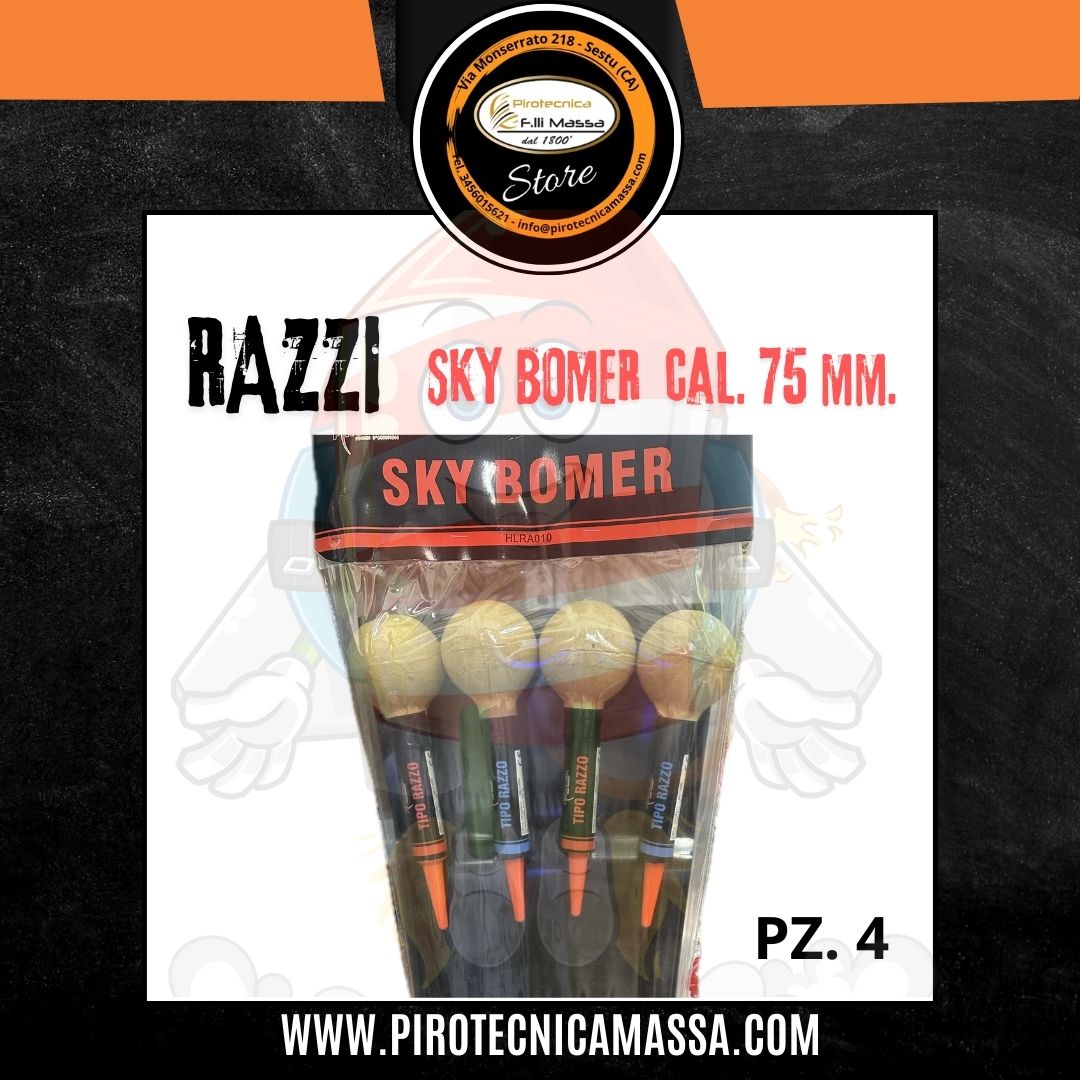 Via Monserrato 218 - Sestu (CA)
Pirotecnica
F.lli Massa
dal 1800'
Store
Tel. 3456015621 - info@pirotecnicamassa.com
RAZZI SKY BOMER CAL. 75 MM.
SKY BOMER
HLRA010
TIPO RAZZO
TIPO RAZZO
TIPO RAZZO
TIPO RAZZO
PZ. 4
WWW.PIROTECNICAMASSA.COM